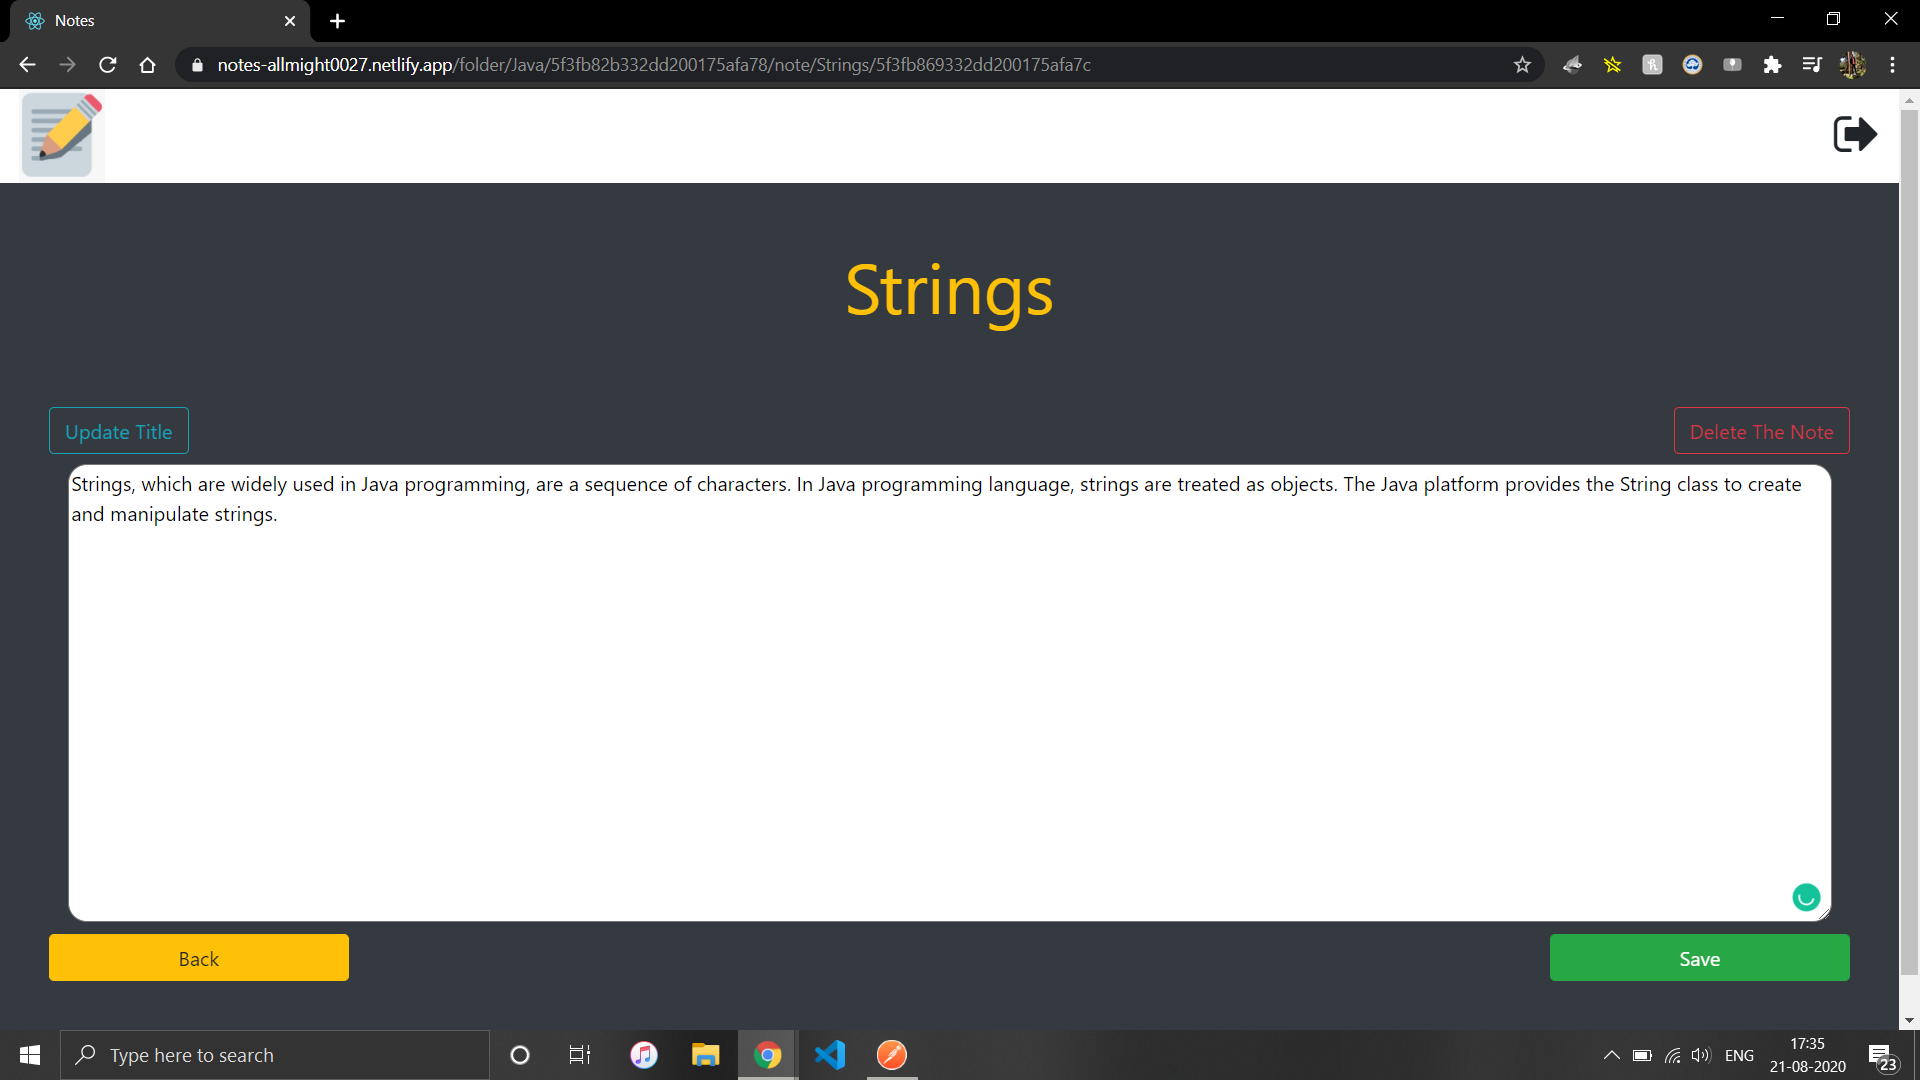 Notes
notes-allmight0027.netlify.app/folder/Java/5f3fb82b332dd200175afa78/note/Strings/5f3fb869332dd200175afa7c
Strings
Update Title
Delete The Note
Strings, which are widely used in Java programming, are a sequence of characters. In Java programming language, strings are treated as objects. The Java platform provides the String class to create
and manipulate strings.
Back
Save
Type here to search
ENG
17:35
21-08-2020
23